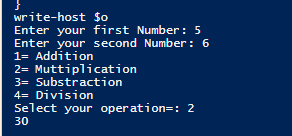 }
write-host $o
Enter your first Number: 5
Enter your second Number: 6
1= Addition
2= Muttiplication
3= Substraction
4= Division
Select your operation=: 2
30